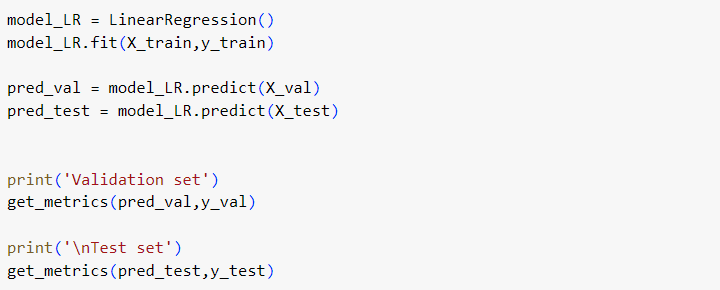 model_LR = LinearRegression()
model_LR.fit(X_train,y_train)
pred_val = model_LR.predict(X_val)
pred_test = model_LR.predict(X_test)
print('Validation set')
get_metrics(pred_val,y_val)
print('\nTest set')
get_metrics(pred_test,y_test)